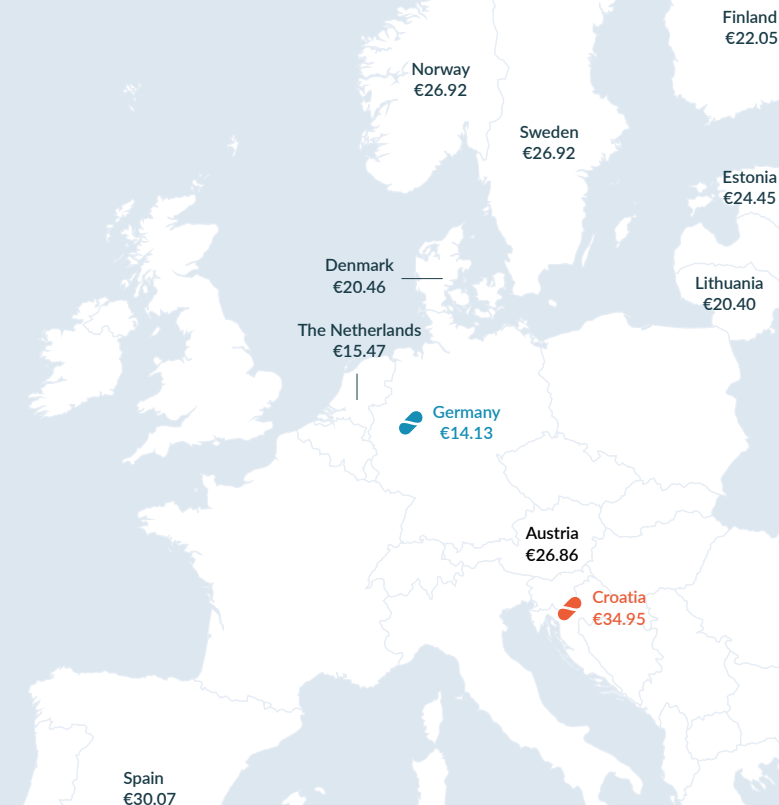 Finland
€22.05
Norway
€26.92
Sweden
€26.92
Estonia
€24.45
Denmark
€20.46
Lithuania
€20.40
The Netherlands
€15.47
Germany
€14.13
Austria
€26.86
Croatia
€34.95
Spain
€30.07